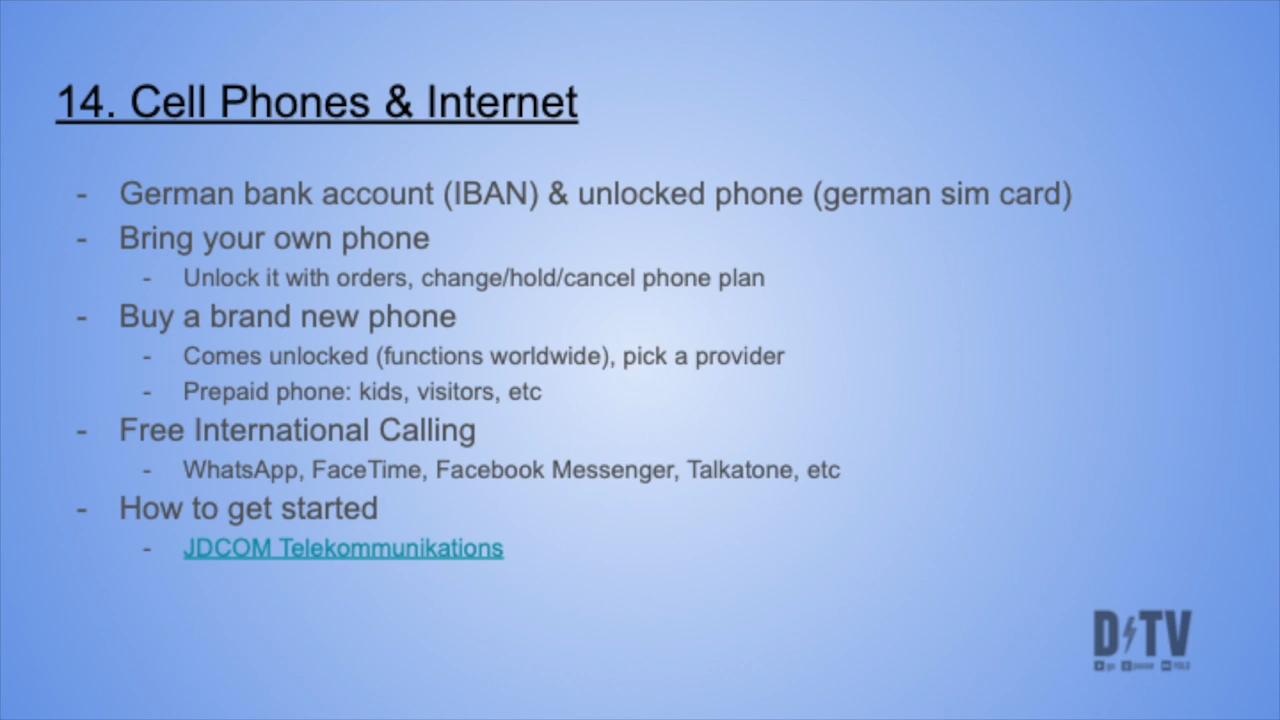 14. Cell Phones & Internet
- German bank account (IBAN) & unlocked phone (german sim card)
- Bring your own phone
- Unlock it with orders, change/hold/cancel phone plan
- Buy a brand new phone
- Comes unlocked (functions worldwide), pick a provider
- Prepaid phone: kids, visitors, etc
- Free International Calling
- WhatsApp, FaceTime, Facebook Messenger, Talkatone, etc
- How to get started
- JDCOM Telekommunikations
D TV